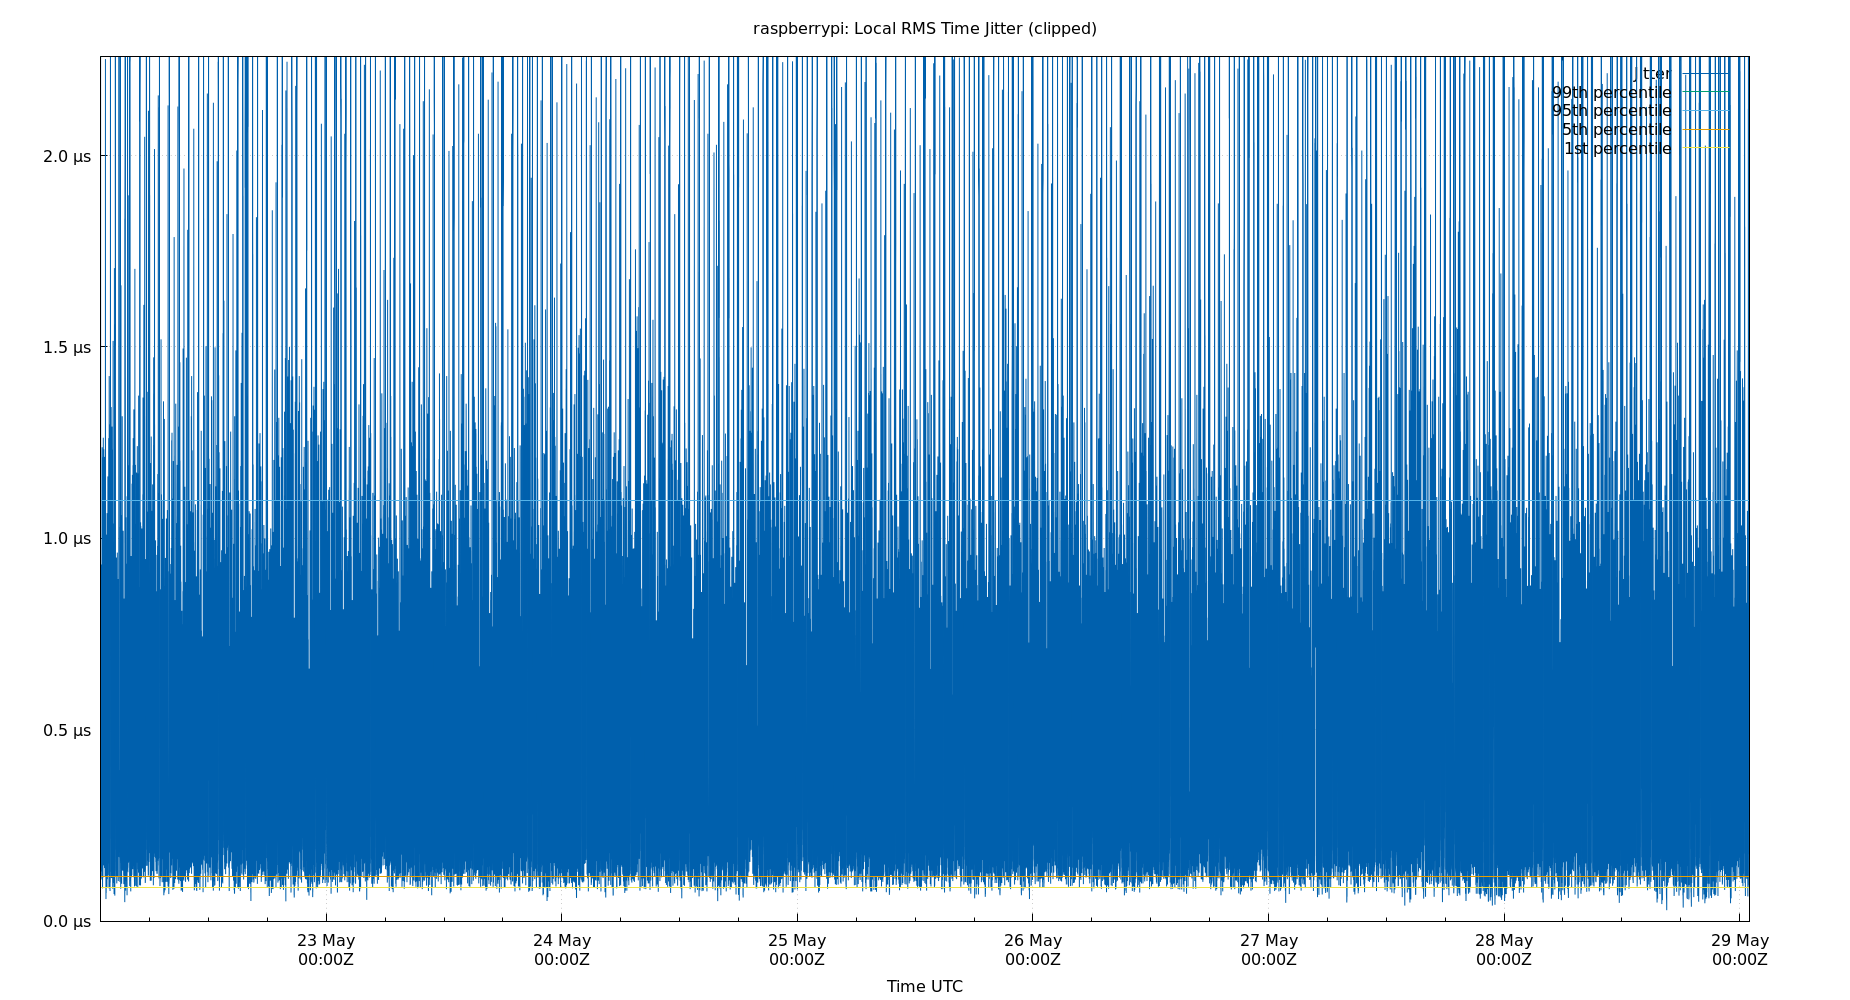 raspberrypi: Local RMS Time Jitter (clipped)
jitter
99th percentile
95th percentile
5th percentile
1st percentile
2.0 µs
1.5 µs
1.0 µs
0.5 µs
0.0 µs
23 May 24 May 25 May 26 May 27 May 28 May 29 May
00:00Z 00:00Z 00:00Z 00:00Z 00:00Z 00:00Z 00:00Z
Time UTC